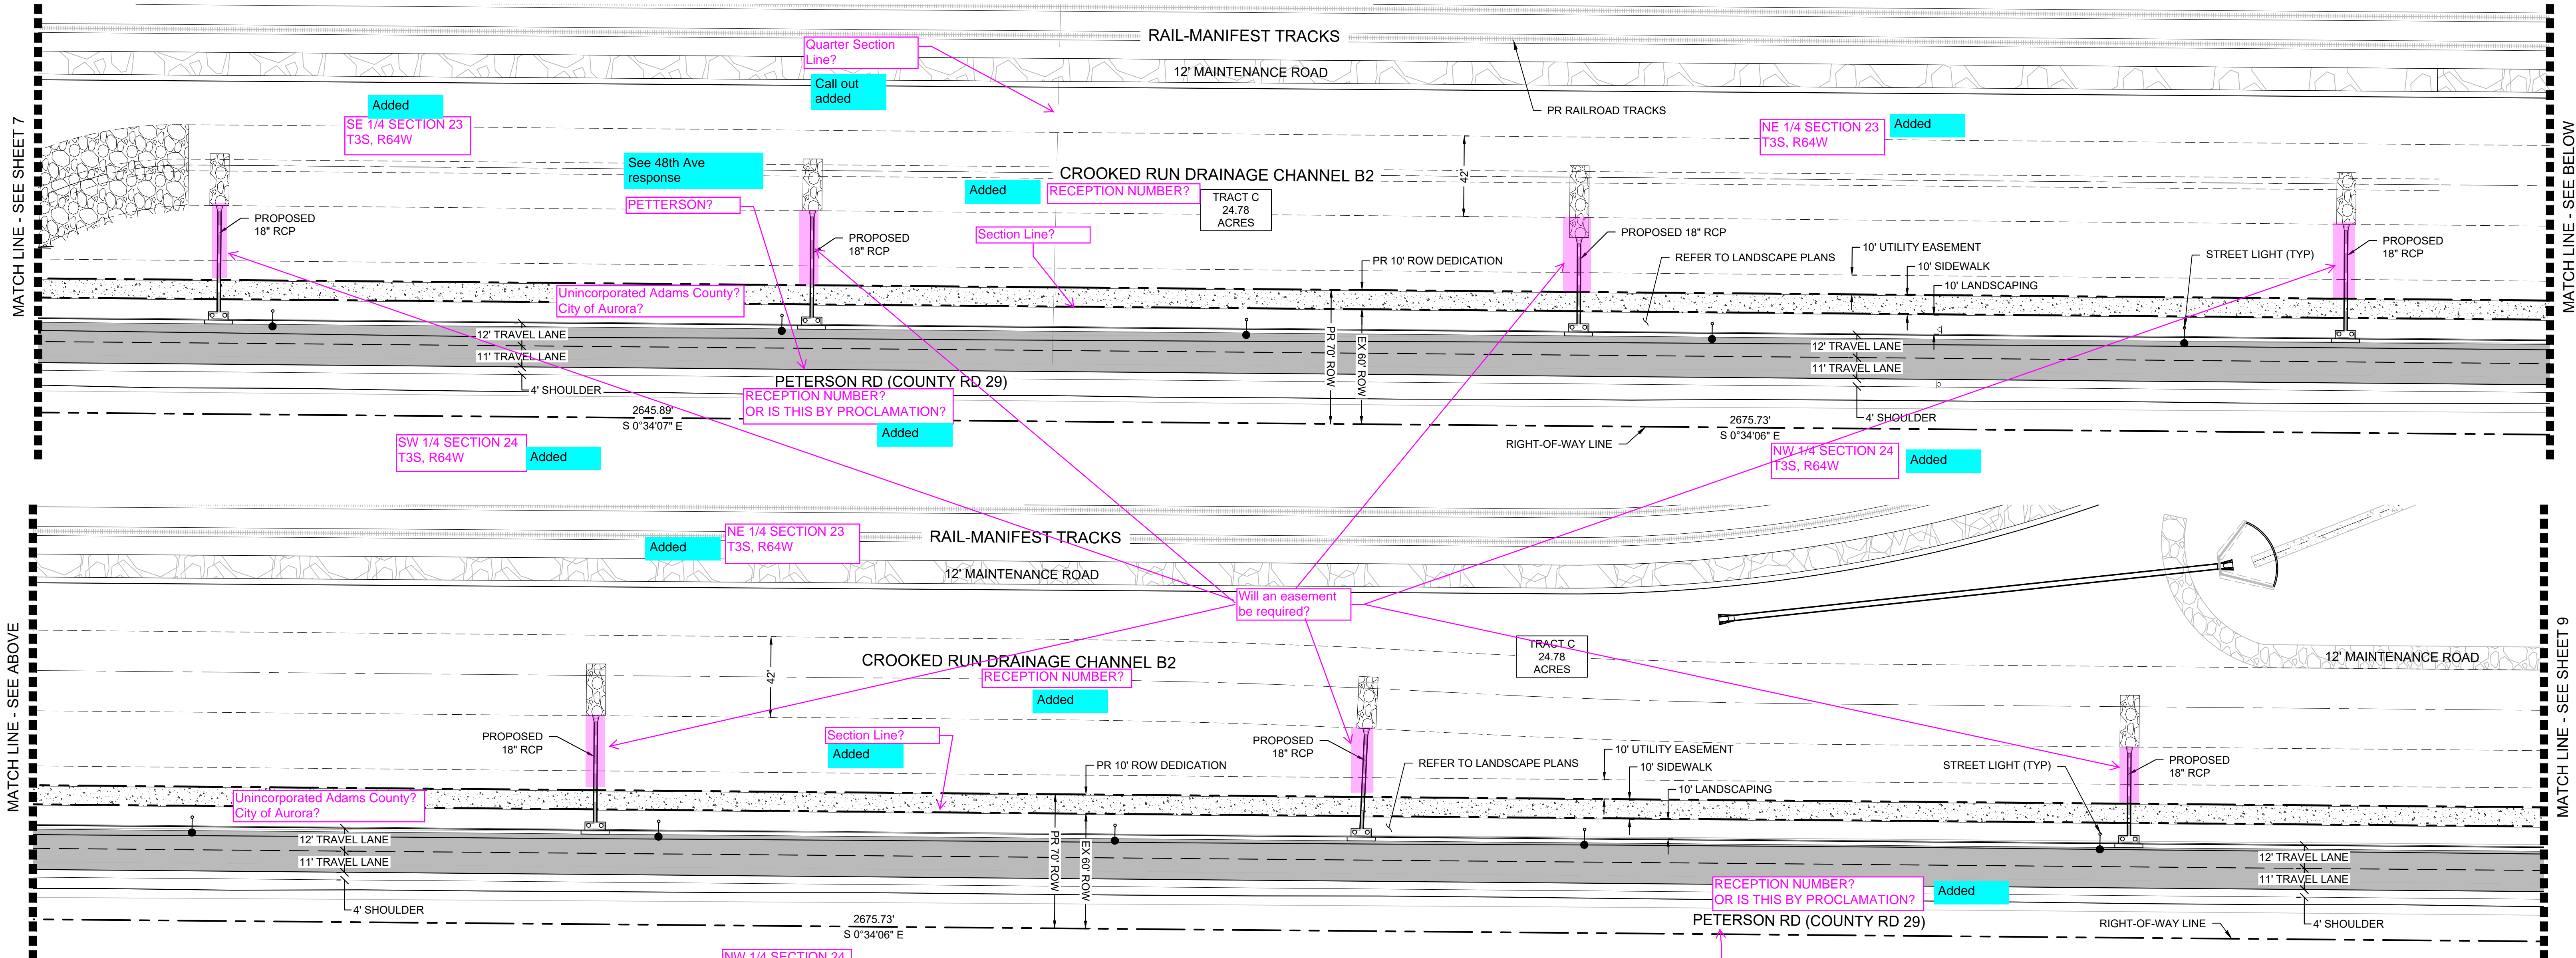 RAIL-MANIFEST TRACKS
Quarter Section
Line?
12' MAINTENANCE ROAD
Call out
added
Added
PR RAILROAD TRACKS
SE 1/4 SECTION 23
T3S, R64W
NE 1/4 SECTION 23
T3S, R64W
Added
MATCH LINE - SEE SHEET 7
MATCH LINE - SEE BELOW
See 48th Ave
response
CROOKED RUN DRAINAGE CHANNEL B2
42'
Added
RECEPTION NUMBER?
TRACT C
24.78
ACRES
PETTERSON?
PROPOSED
18" RCP
PROPOSED
18" RCP
Section Line?
PROPOSED 18" RCP
PROPOSED
18" RCP
10' UTILITY EASEMENT
PR 10' ROW DEDICATION
REFER TO LANDSCAPE PLANS
10' SIDEWALK
STREET LIGHT (TYP)
10' LANDSCAPING
Unincorporated Adams County?
City of Aurora?
12' TRAVEL LANE
11' TRAVEL LANE
PR 70' ROW
EX 60' ROW
12' TRAVEL LANE
11' TRAVEL LANE
4' SHOULDER
PETERSON RD (COUNTY RD 29)
RECEPTION NUMBER?
OR IS THIS BY PROCLAMATION?
Added
2645.89'
S 0°34'07" E
2675.73'
S 0°34'06" E
4' SHOULDER
RIGHT-OF-WAY LINE
SW 1/4 SECTION 24
T3S, R64W
Added
NW 1/4 SECTION 24
T3S, R64W
Added
NE 1/4 SECTION 23
T3S, R64W
Added
RAIL-MANIFEST TRACKS
12' MAINTENANCE ROAD
Will an easement
be required?
MATCH LINE - SEE ABOVE
MATCH LINE - SEE SHEET 9
42'
CROOKED RUN DRAINAGE CHANNEL B2
RECEPTION NUMBER?
Added
TRACT C
24.78
ACRES
12' MAINTENANCE ROAD
PROPOSED
18" RCP
Section Line?
Added
PROPOSED
18" RCP
PROPOSED
18" RCP
10' UTILITY EASEMENT
PR 10' ROW DEDICATION
REFER TO LANDSCAPE PLANS
10' SIDEWALK
STREET LIGHT (TYP)
10' LANDSCAPING
Unincorporated Adams County?
City of Aurora?
12' TRAVEL LANE
11' TRAVEL LANE
PR 70' ROW
EX 60' ROW
12' TRAVEL LANE
11' TRAVEL LANE
4' SHOULDER
RECEPTION NUMBER?
OR IS THIS BY PROCLAMATION?
Added
PETERSON RD (COUNTY RD 29)
2675.73'
S 0°34'06" E
RIGHT-OF-WAY LINE
4' SHOULDER
NW 1/4 SECTION 24